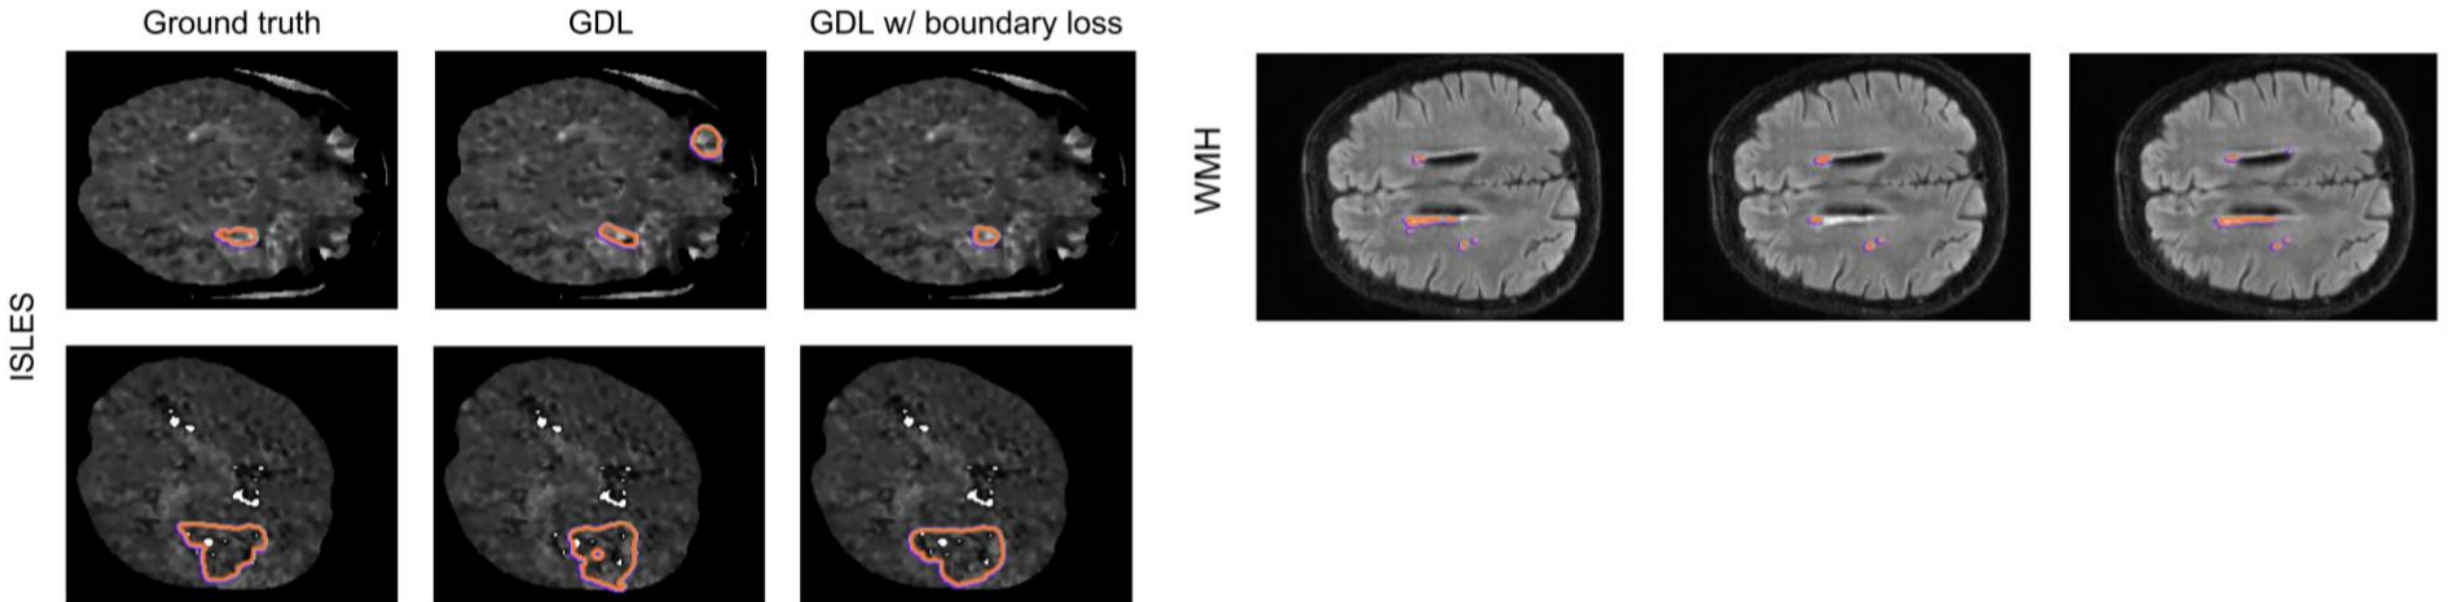 Ground truth
GDL
GDL w/ boundary loss
ISLES
WMH